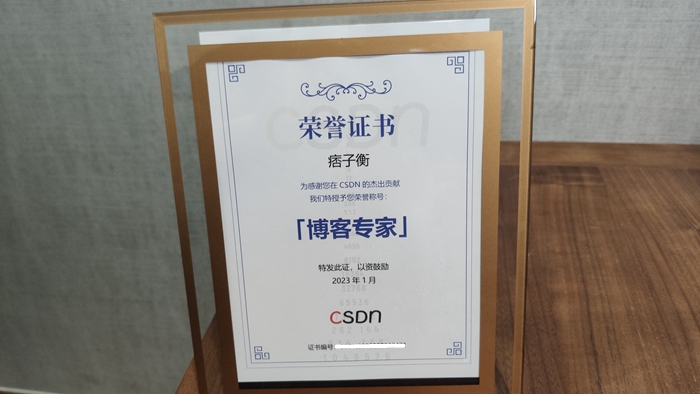 荣誉证书
痞子衡
为感谢您在 CSDN 的杰出贡献
我们特授予您荣誉称号：
「博客专家」
特发此证，以资鼓励
2023 年 1 月
CSDN
证书编号